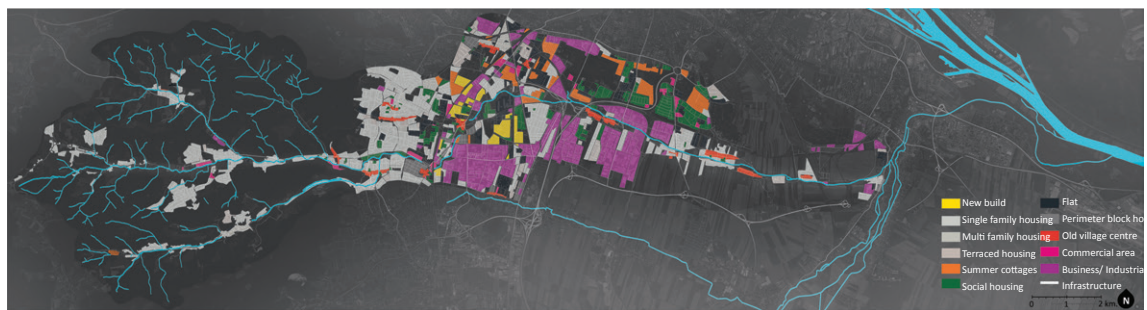 New build
Single family housing
Multi family housing
Terraced housing
Summer cottages
Social housing
Flat
Perimeter block ho
Old village centre
Commercial area
Business/ Industria
Infrastructure
0 1 2 km
N